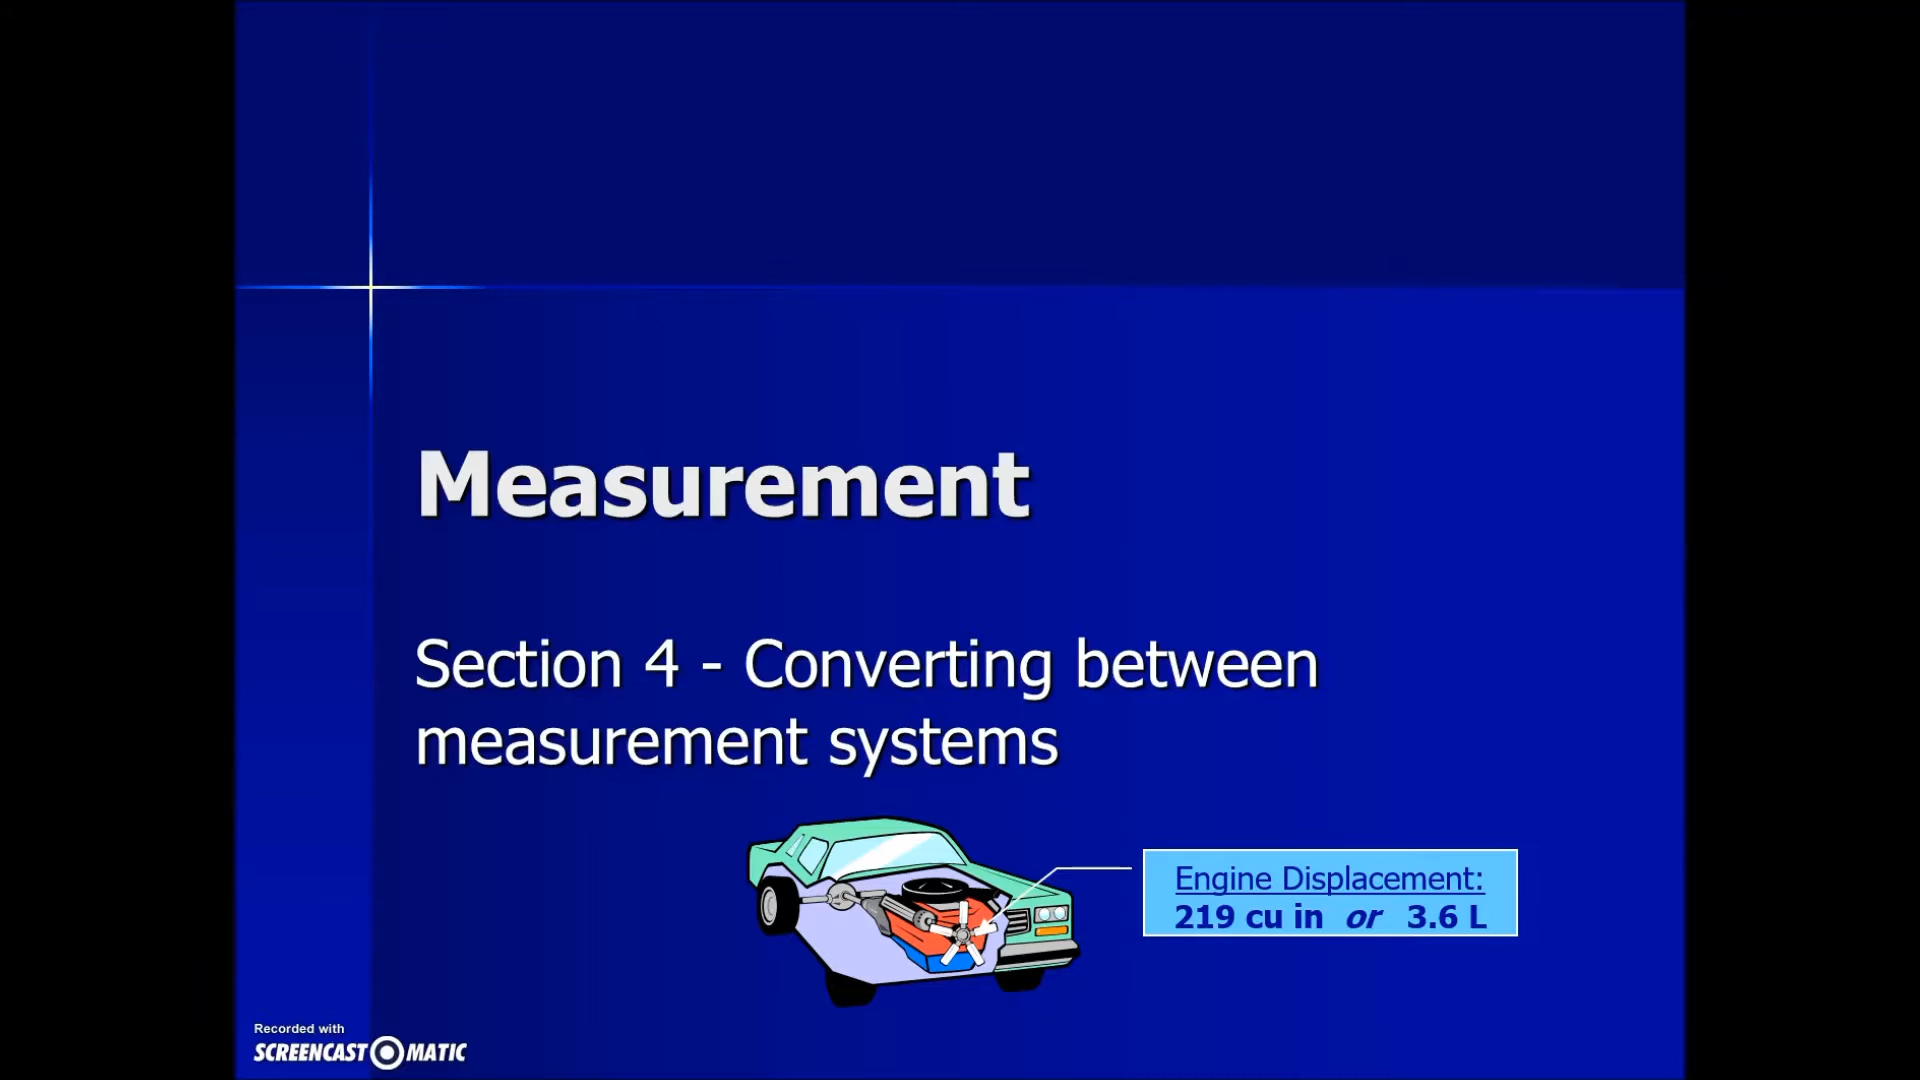 Measurement
Section 4 - Converting between
measurement systems
Engine Displacement:
219 cu in or 3.6 L
Recorded with
SCREENCAST MATIC